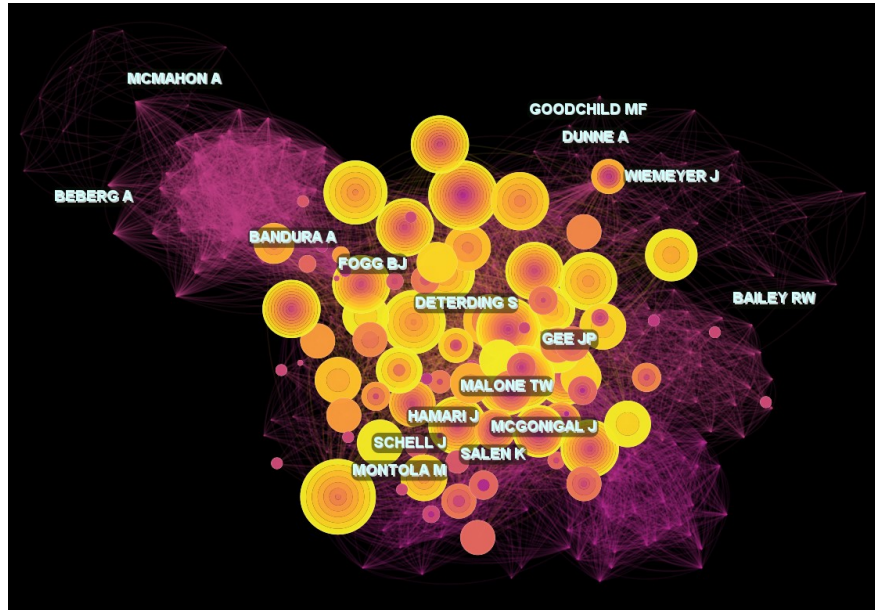 MCMAHON A
GOODCHILD MF
DUNNE A
WIEMEYER J
BEBERG A
BANDURA A
FOGG BJ
BAILEY RW
DETERDING S
GEE JP
MALONE TW
HAMARI J
MCGONIGAL J
SCHELL J
SALEN K
MONTOLA M